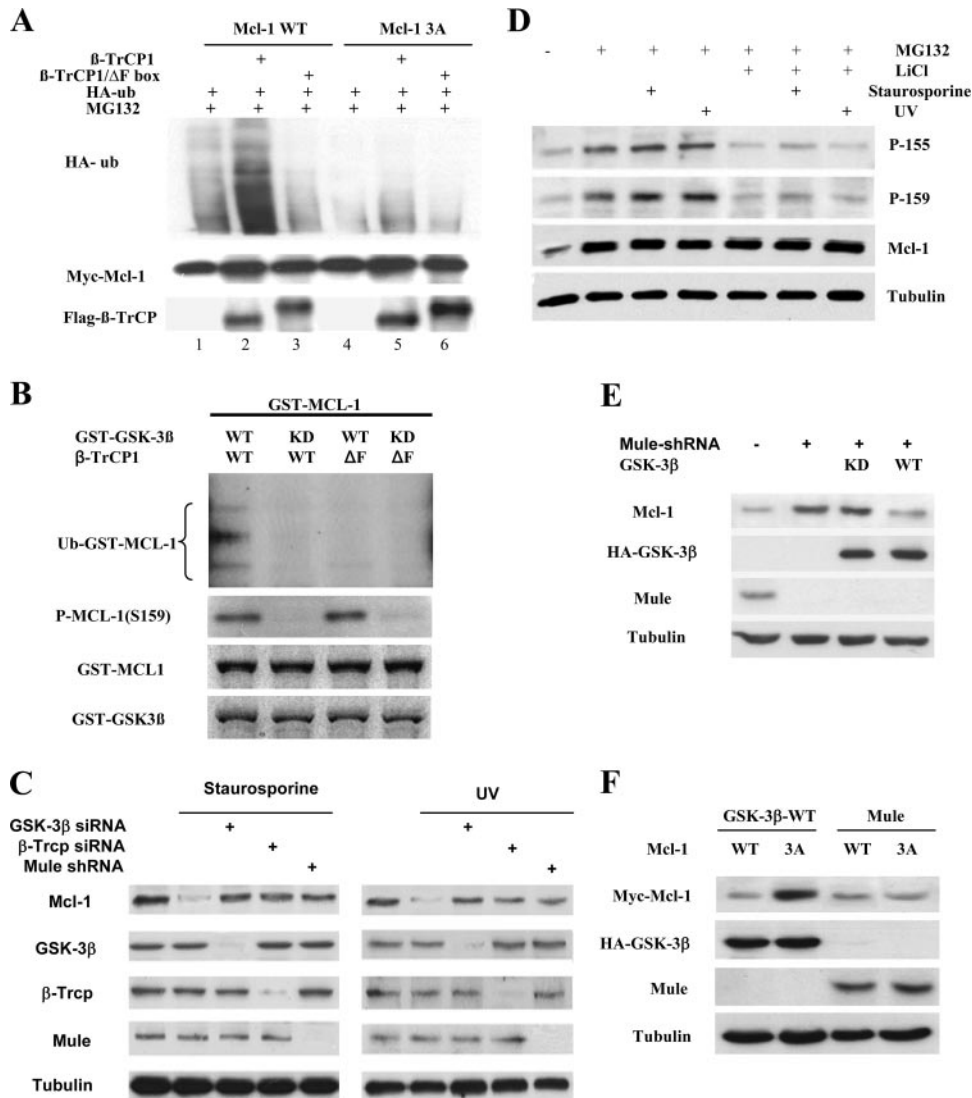 A
Mcl-1 WT Mcl-1 3A
ß-TrCP1 + +
ß-TrCP1/ΔF box + +
HA-ub + + + + + +
MG132 + + + + + +
HA- ub
Myc-Mcl-1
Flag-ß-TrCP
1 2 3 4 5 6
B
GST-MCL-1
GST-GSK-3ß WT KD WT KD
β-TrCP1 WT WT ΔF ΔF
Ub-GST-MCL-1
P-MCL-1(S159)
GST-MCL1
GST-GSK3ß
C
Staurosporine UV
GSK-3β siRNA + +
β-Trcp siRNA + +
Mule shRNA + +
Mcl-1
GSK-3β
β-Trcp
Mule
Tubulin
D
- + + + + + + MG132
+ + + LiCl
+ + Staurosporine
+ + UV
P-155
P-159
Mcl-1
Tubulin
E
Mule-shRNA - + + +
GSK-3β KD WT
Mcl-1
HA-GSK-3β
Mule
Tubulin
F
GSK-3β-WT Mule
Mcl-1 WT 3A WT 3A
Myc-Mcl-1
HA-GSK-3β
Mule
Tubulin